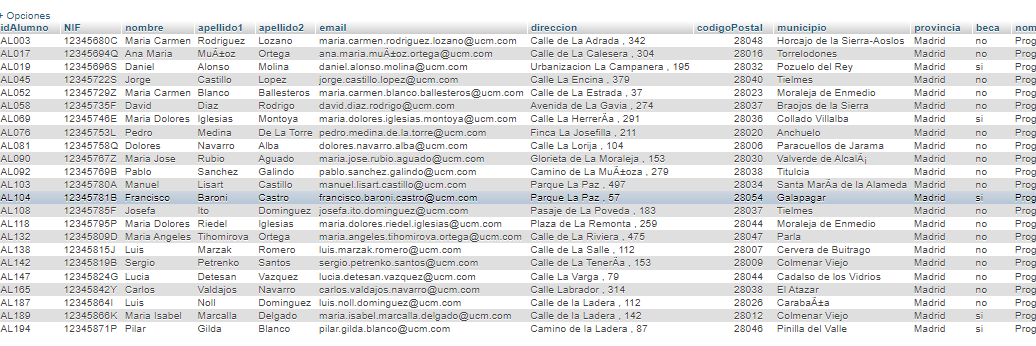 + Opciones
idAlumno NIF nombre apellido1 apellido2 email direccion codigoPostal municipio provincia beca nom
AL003 12345680C Maria Carmen Rodriguez Lozano maria.carmen.rodriguez.lozano@ucm.com Calle de La Adrada , 342 28048 Horcajo de la Sierra-Aoslos Madrid no Prog
AL017 12345694Q Ana Maria MuÃ±oz Ortega ana.maria.muÃ±oz.ortega@ucm.com Calle de La Calesera , 304 28016 Torrelodones Madrid no Prog
AL019 12345696S Daniel Alonso Molina daniel.alonso.molina@ucm.com Urbanizacion La Campanera , 195 28032 Pozuelo del Rey Madrid si Prog
AL045 12345722S Jorge Castillo Lopez jorge.castillo.lopez@ucm.com Calle La Encina , 379 28040 Tielmes Madrid no Prog
AL052 12345729Z Maria Carmen Blanco Ballesteros maria.carmen.blanco.ballesteros@ucm.com Calle de La Estrada , 37 28023 Moraleja de Enmedio Madrid no Prog
AL058 12345735F David Diaz Rodrigo david.diaz.rodrigo@ucm.com Avenida de La Gavia , 274 28037 Braojos de la Sierra Madrid no Prog
AL069 12345746E Maria Dolores Iglesias Montoya maria.dolores.iglesias.montoya@ucm.com Calle La HerrerÃ­a , 291 28036 Collado Villalba Madrid si Prog
AL076 12345753L Pedro Medina De La Torre pedro.medina.de.la.torre@ucm.com Finca La Josefilla , 211 28020 Anchuelo Madrid no Prog
AL081 12345758Q Dolores Navarro Alba dolores.navarro.alba@ucm.com Calle La Lorija , 104 28006 Paracuellos de Jarama Madrid no Prog
AL090 12345767Z Maria Jose Rubio Aguado maria.jose.rubio.aguado@ucm.com Glorieta de La Moraleja , 153 28030 Valverde de AlcalÃ¡ Madrid no Prog
AL092 12345769B Pablo Sanchez Galindo pablo.sanchez.galindo@ucm.com Camino de La MuÃ±oza , 279 28038 Titulcia Madrid no Prog
AL103 12345780A Manuel Lisart Castillo manuel.lisart.castillo@ucm.com Parque La Paz , 497 28034 Santa MarÃ­a de la Alameda Madrid no Prog
AL104 12345781B Francisco Baroni Castro francisco.baroni.castro@ucm.com Parque La Paz , 57 28054 Galapagar Madrid si Prog
AL108 12345785F Josefa Ito Dominguez josefa.ito.dominguez@ucm.com Pasaje de La Poveda , 183 28037 Tielmes Madrid no Prog
AL118 12345795P Maria Dolores Riedel Iglesias maria.dolores.riedel.iglesias@ucm.com Plaza de La Remonta , 259 28044 Moraleja de Enmedio Madrid no Prog
AL132 12345809D Maria Angeles Tihomirova Ortega maria.angeles.tihomirova.ortega@ucm.com Calle de La Riviera , 475 28047 Parla Madrid no Prog
AL138 12345815J Luis Marzak Romero luis.marzak.romero@ucm.com Calle de La Salle , 112 28007 Cervera de Buitrago Madrid no Prog
AL142 12345819B Sergio Petrenko Santos sergio.petrenko.santos@ucm.com Calle de La TenerÃ­a , 153 28009 Colmenar Viejo Madrid no Prog
AL147 12345824G Lucia Detesan Vazquez lucia.detesan.vazquez@ucm.com Calle La Varga , 79 28044 Cadalso de los Vidrios Madrid no Prog
AL165 12345842Y Carlos Valdajos Navarro carlos.valdajos.navarro@ucm.com Calle Labrador , 314 28038 El Atazar Madrid no Prog
AL187 12345864I Luis Noll Dominguez luis.noll.dominguez@ucm.com Calle de la Ladera , 112 28026 CarabaÃ±a Madrid no Prog
AL189 12345866K Maria Isabel Marcalla Delgado maria.isabel.marcalla.delgado@ucm.com Calle de la Ladera , 142 28012 Colmenar Viejo Madrid si Prog
AL194 12345871P Pilar Gilda Blanco pilar.gilda.blanco@ucm.com Camino de la Ladera , 87 28046 Pinilla del Valle Madrid si Prog